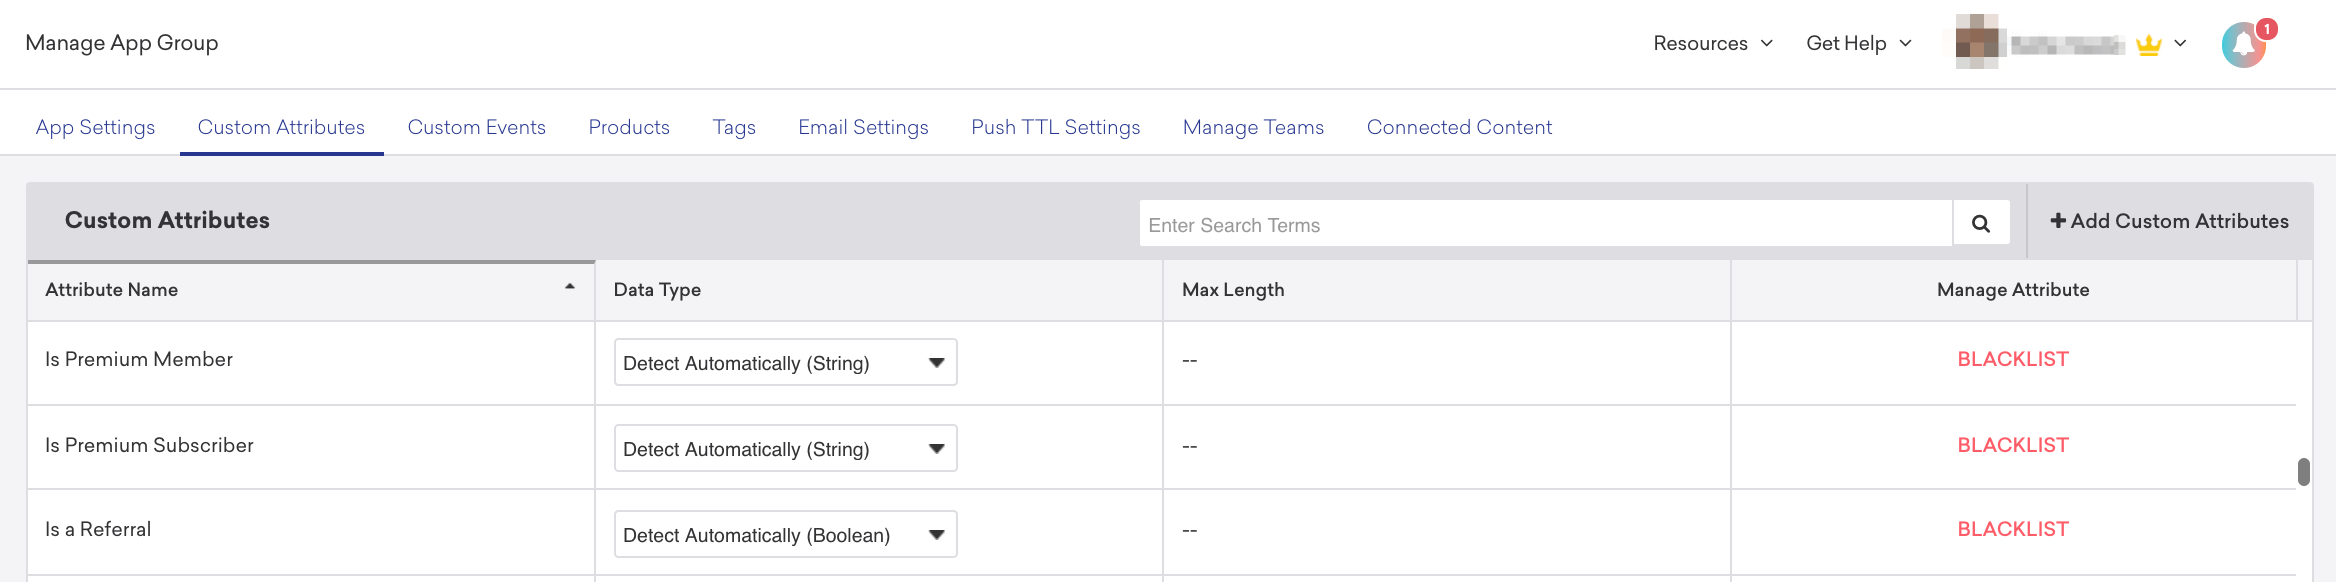 Manage App Group
Resources
Get Help
1
App Settings
Custom Attributes
Custom Events
Products
Tags
Email Settings
Push TTL Settings
Manage Teams
Connected Content
Custom Attributes
Enter Search Terms
+ Add Custom Attributes
Attribute Name
Data Type
Max Length
Manage Attribute
Is Premium Member
Detect Automatically (String)
--
BLACKLIST
Is Premium Subscriber
Detect Automatically (String)
--
BLACKLIST
Is a Referral
Detect Automatically (Boolean)
--
BLACKLIST